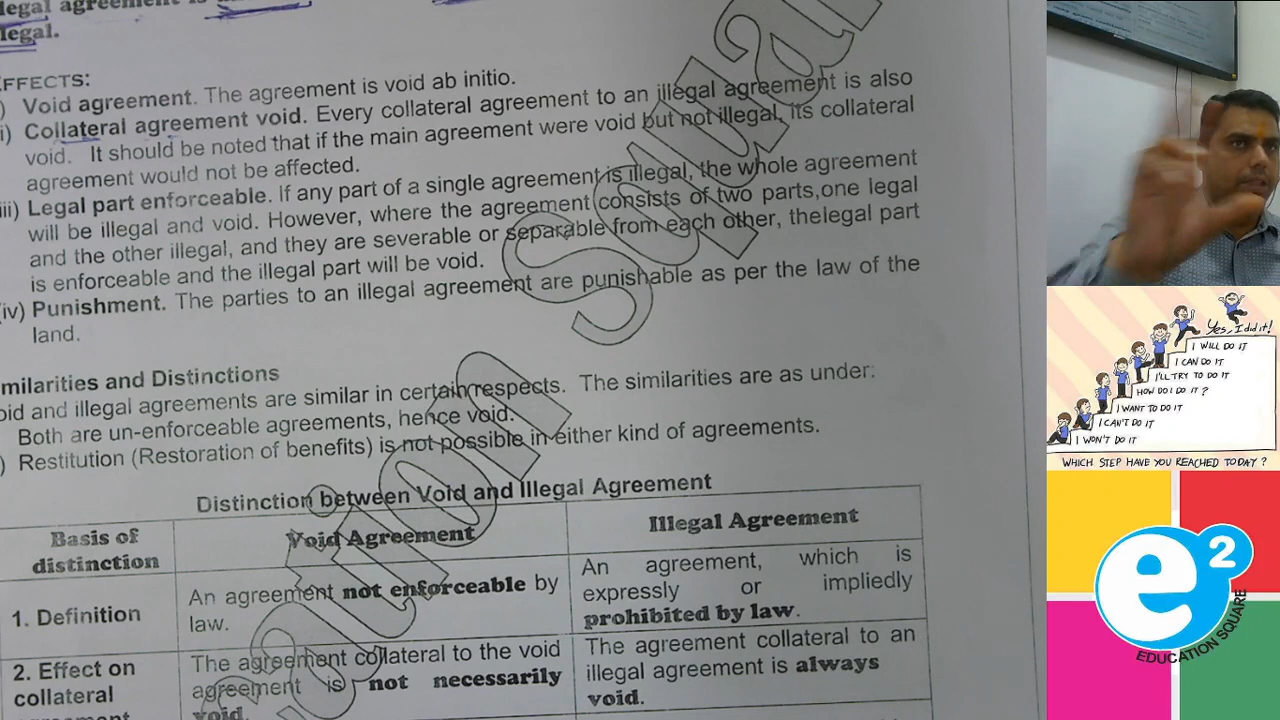 legal agreement is
legal.
EFFECTS:
) Void agreement. The agreement is void ab initio.
i) Collateral agreement void. Every collateral agreement to an illegal agreement is also
void. It should be noted that if the main agreement were void but not illegal, its collateral
agreement would not be affected.
iii) Legal part enforceable. If any part of a single agreement is illegal, the whole agreement
will be illegal and void. However, where the agreement consists of two parts,one legal
and the other illegal, and they are severable or separable from each other, thelegal part
is enforceable and the illegal part will be void.
(iv) Punishment. The parties to an illegal agreement are punishable as per the law of the
land.
milarities and Distinctions
oid and illegal agreements are similar in certain respects. The similarities are as under:
Both are un-enforceable agreements, hence void.
) Restitution (Restoration of benefits) is not possible in either kind of agreements.
Distinction between Void and Illegal Agreement
Basis of
distinction
Void Agreement
Illegal Agreement
1. Definition
An agreement not enforceable by
law.
An agreement, which is
expressly or impliedly
prohibited by law.
2. Effect on
collateral
The agreement collateral to the void
agreement is not necessarily
void.
The agreement collateral to an
illegal agreement is always
void.
Yes, I did it!
I WILL DO IT
I CAN DO IT
I'LL TRY TO DO IT
HOW DO I DO IT?
I WANT TO DO IT
I CAN'T DO IT
I WON'T DO IT
WHICH STEP HAVE YOU REACHED TODAY?
e2
EDUCATION SQUARE